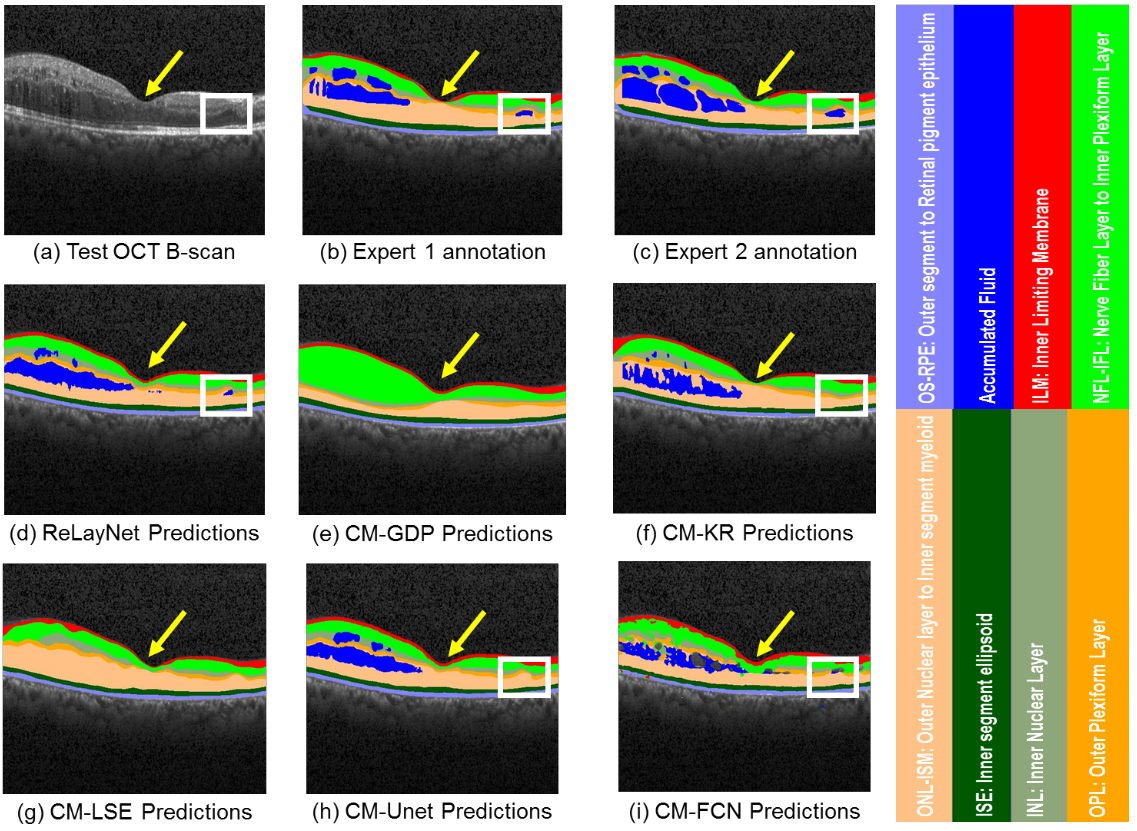 (a) Test OCT B-scan
(b) Expert 1 annotation
(c) Expert 2 annotation
(d) ReLayNet Predictions
(e) CM-GDP Predictions
(f) CM-KR Predictions
(g) CM-LSE Predictions
(h) CM-Unet Predictions
(i) CM-FCN Predictions
OS-RPE: Outer segment to Retinal pigment epithelium
Accumulated Fluid
ILM: Inner Limiting Membrane
NFL-IFL: Nerve Fiber Layer to Inner Plexiform Layer
ONL-ISM: Outer Nuclear layer to Inner segment myeloid
ISE: Inner segment ellipsoid
INL: Inner Nuclear Layer
OPL: Outer Plexiform Layer